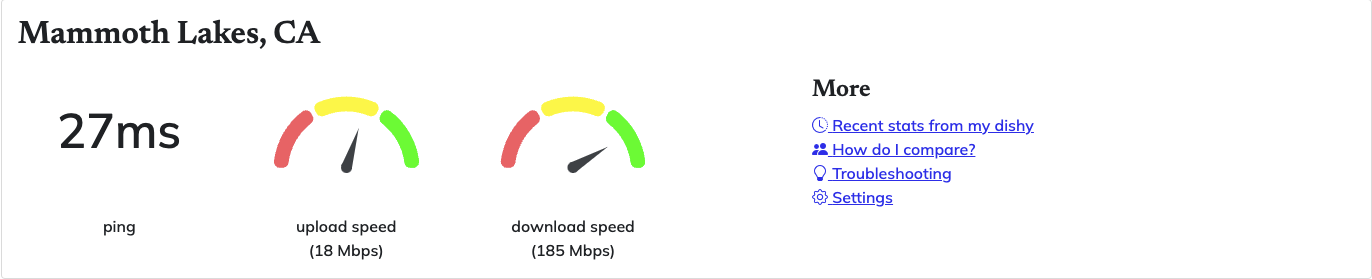 Mammoth Lakes, CA
27ms
ping
upload speed
(18 Mbps)
download speed
(185 Mbps)
More
Recent stats from my dishy
How do I compare?
Troubleshooting
Settings